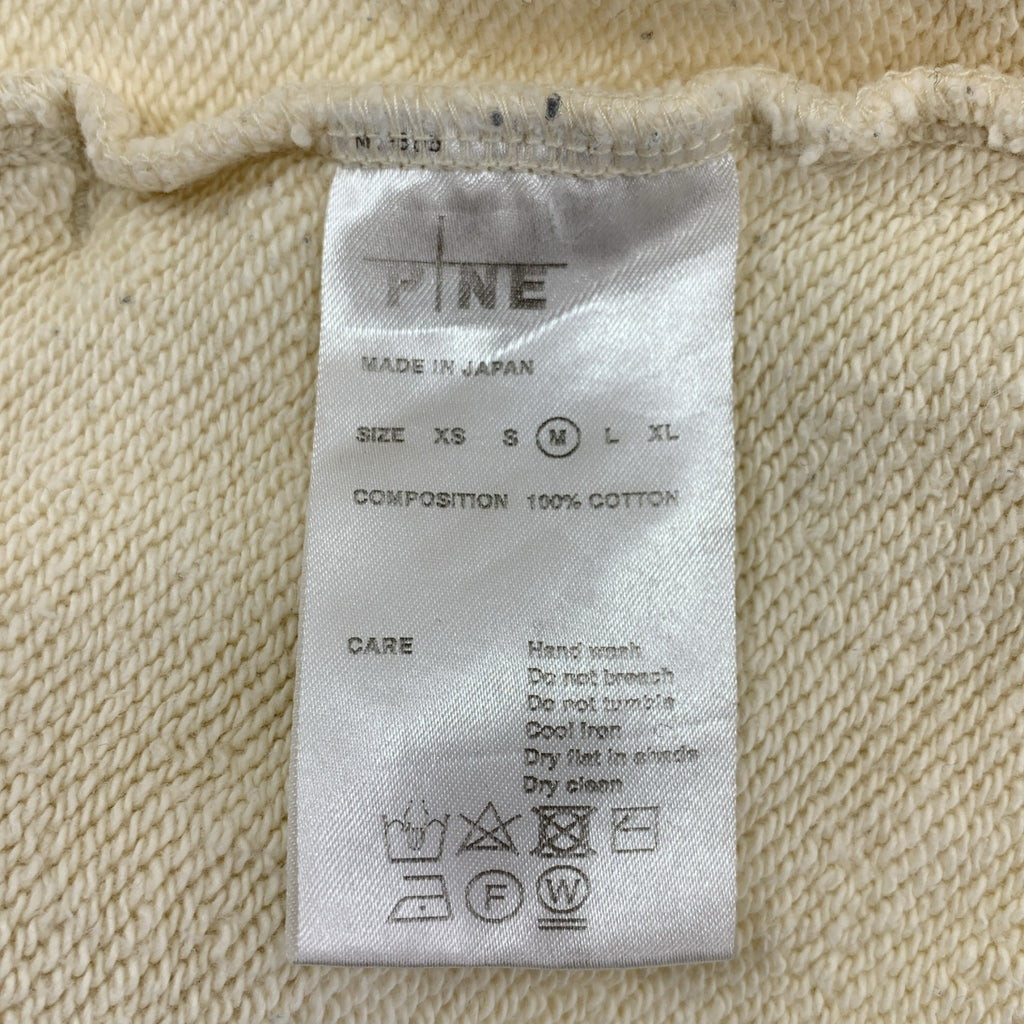 PINE
MADE IN JAPAN
SIZE XS S M L XL
COMPOSITION 100% COTTON
CARE Hand wash
Do not breach
Do not tumble
Cool Iron
Dry flat in shade
Dry clean
F W